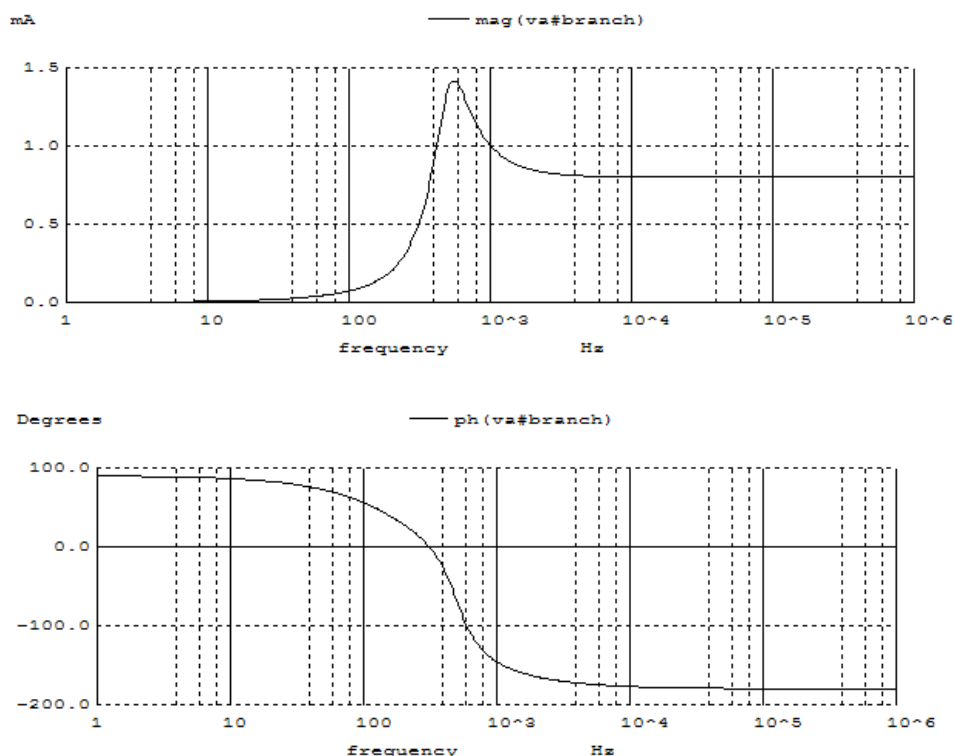 mA mag(va#branch)
1.5
1.0
0.5
0.0
1 10 100 10^3 10^4 10^5 10^6
frequency Hz
Degrees ph(va#branch)
100.0
0.0
-100.0
-200.0
1 10 100 10^3 10^4 10^5 10^6
frequency Hz